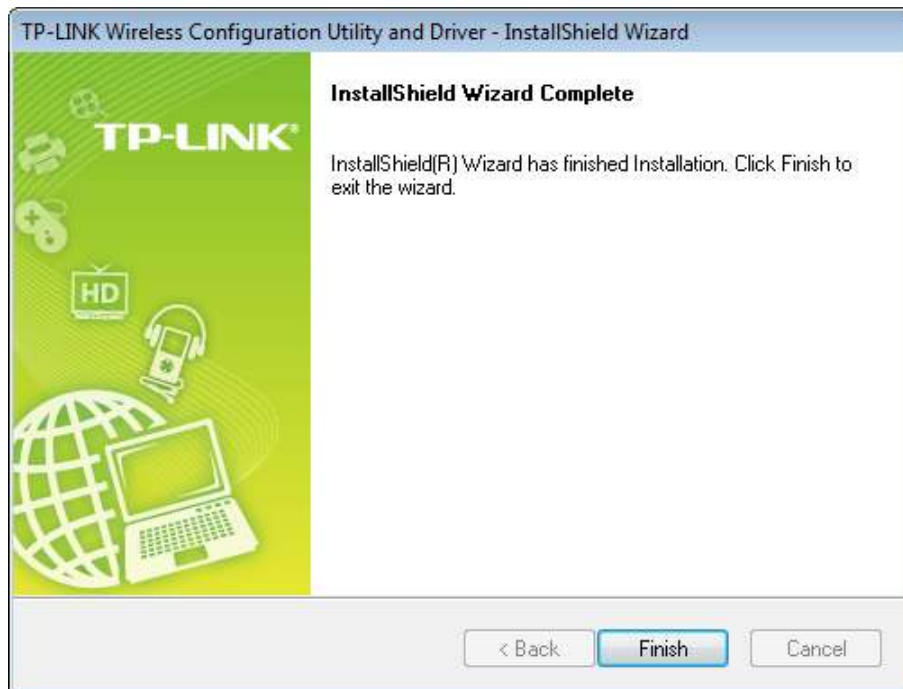 TP-LINK Wireless Configuration Utility and Driver - InstallShield Wizard
TP-LINK®
InstallShield Wizard Complete
InstallShield(R) Wizard has finished Installation. Click Finish to
exit the wizard.
HD
< Back
Finish
Cancel